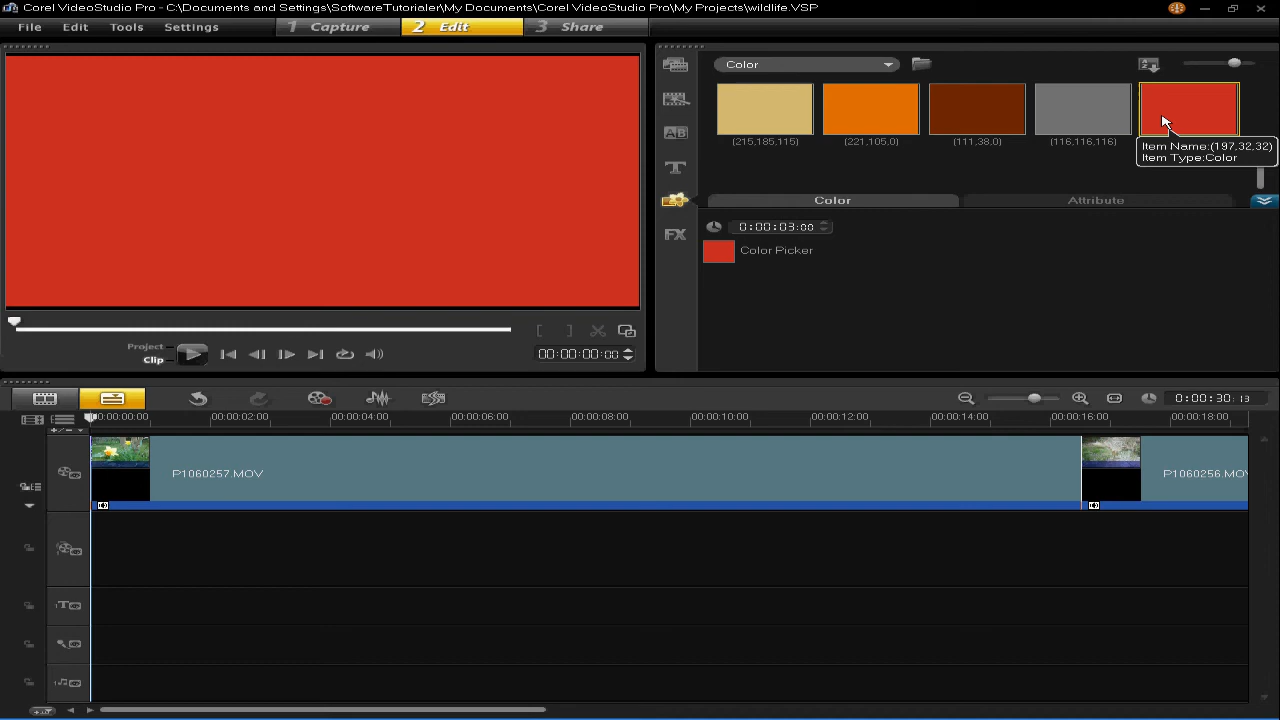 Corel VideoStudio Pro - C:\Documents and Settings\SoftwareTutorialer\My Documents\Corel VideoStudio Pro\My Projects\wildlife.VSP
File Edit Tools Settings 1 Capture 2 Edit 3 Share
Color
(215,185,115) (221,105,0) (111,38,0) (116,116,116)
Item Name:(197,32,32)
Item Type:Color
Color Attribute
0:00:03:00
Color Picker
Project
Clip
00:00:00:00
0:00:30:13
00:00:00:00 00:00:02:00 00:00:04:00 00:00:06:00 00:00:08:00 00:00:10:00 00:00:12:00 00:00:14:00 00:00:16:00 00:00:18:00
P1060257.MOV P1060256.MOV
AB
T
FX